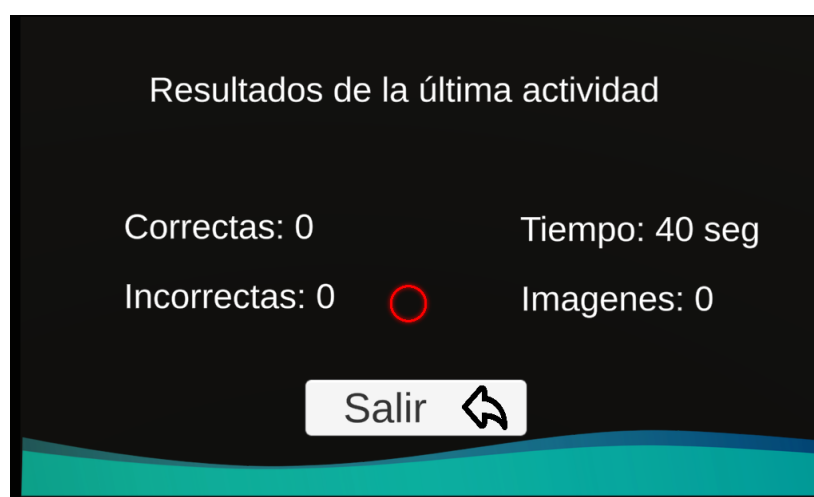 Resultados de la última actividad
Correctas: 0
Tiempo: 40 seg
Incorrectas: 0
Imagenes: 0
Salir